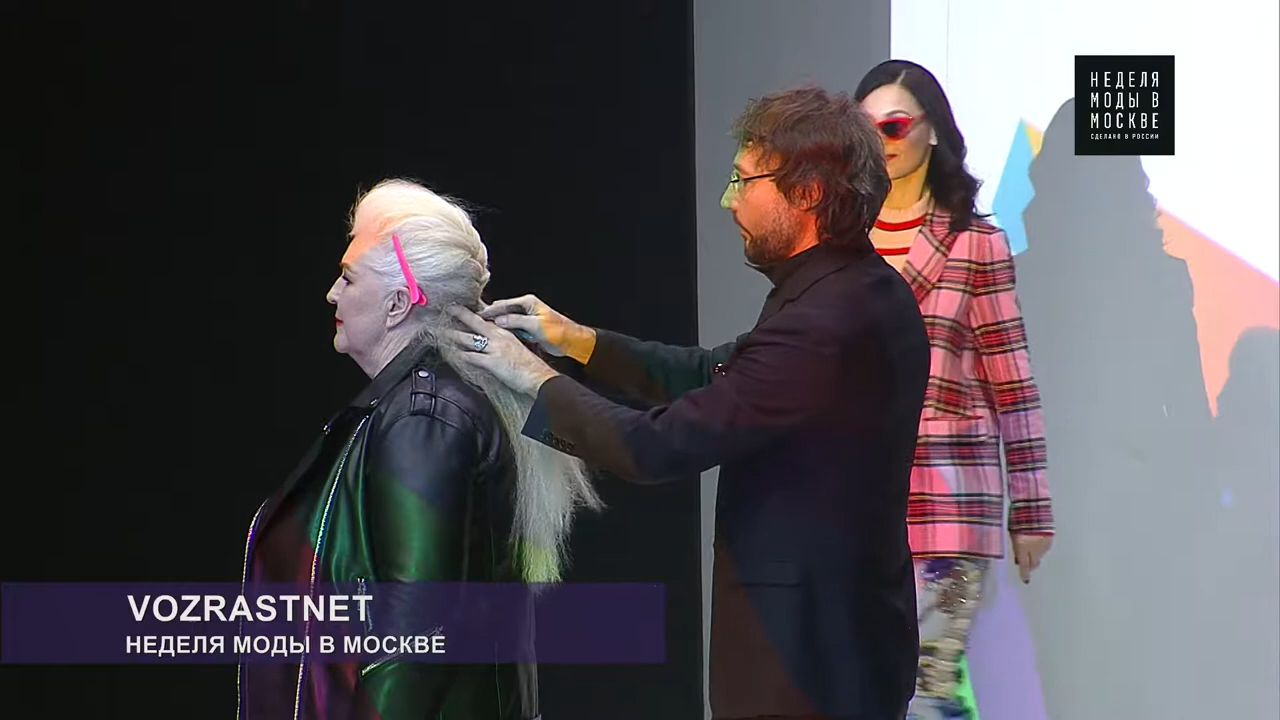 НЕДЕЛЯ
МОДЫ В
МОСКВЕ
СДЕЛАНО В РОССИИ
VOZRASTNET
НЕДЕЛЯ МОДЫ В МОСКВЕ